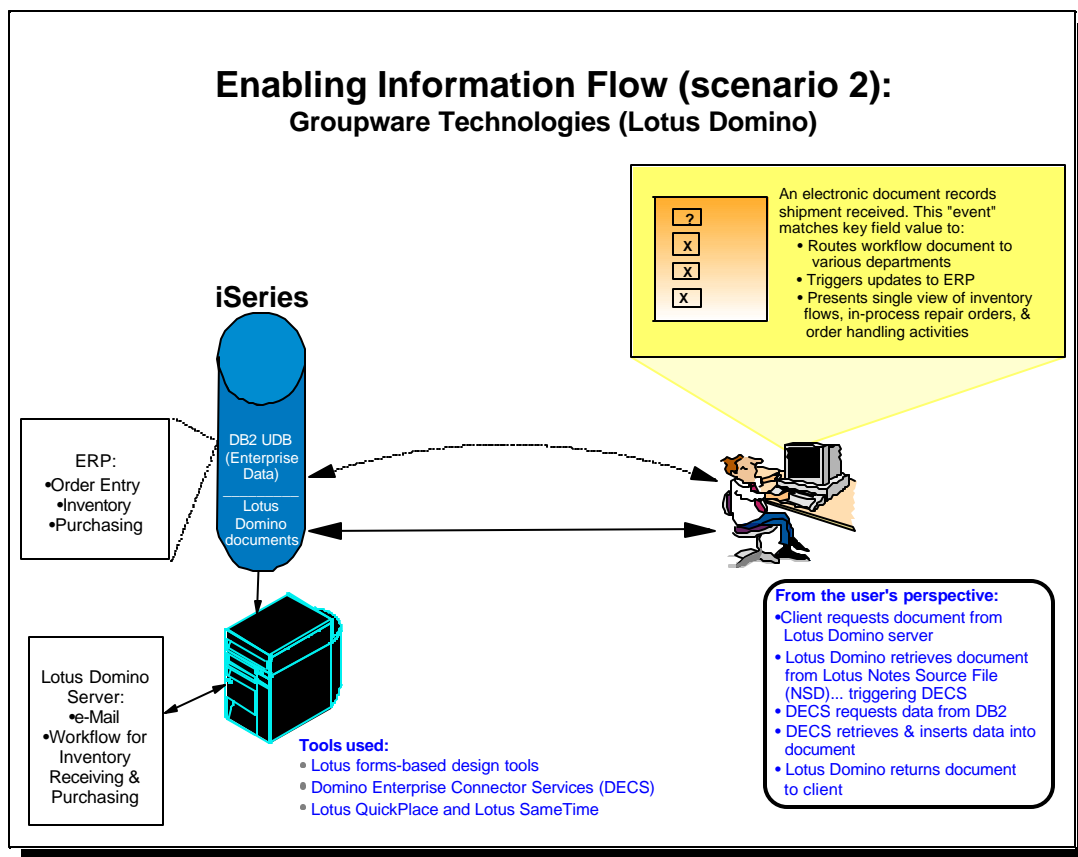 Enabling Information Flow (scenario 2):
Groupware Technologies (Lotus Domino)
An electronic document records
shipment received. This "event"
matches key field value to:
• Routes workflow document to
various departments
• Triggers updates to ERP
• Presents single view of inventory
flows, in-process repair orders, &
order handling activities
?
X
X
X
iSeries
DB2 UDB
(Enterprise
Data)
Lotus
Domino
documents
ERP:
•Order Entry
•Inventory
•Purchasing
Lotus Domino
Server:
•e-Mail
•Workflow for
Inventory
Receiving &
Purchasing
Tools used:
• Lotus forms-based design tools
• Domino Enterprise Connector Services (DECS)
• Lotus QuickPlace and Lotus SameTime
From the user's perspective:
•Client requests document from
Lotus Domino server
• Lotus Domino retrieves document
from Lotus Notes Source File
(NSD)... triggering DECS
• DECS requests data from DB2
• DECS retrieves & inserts data into
document
• Lotus Domino returns document
to client